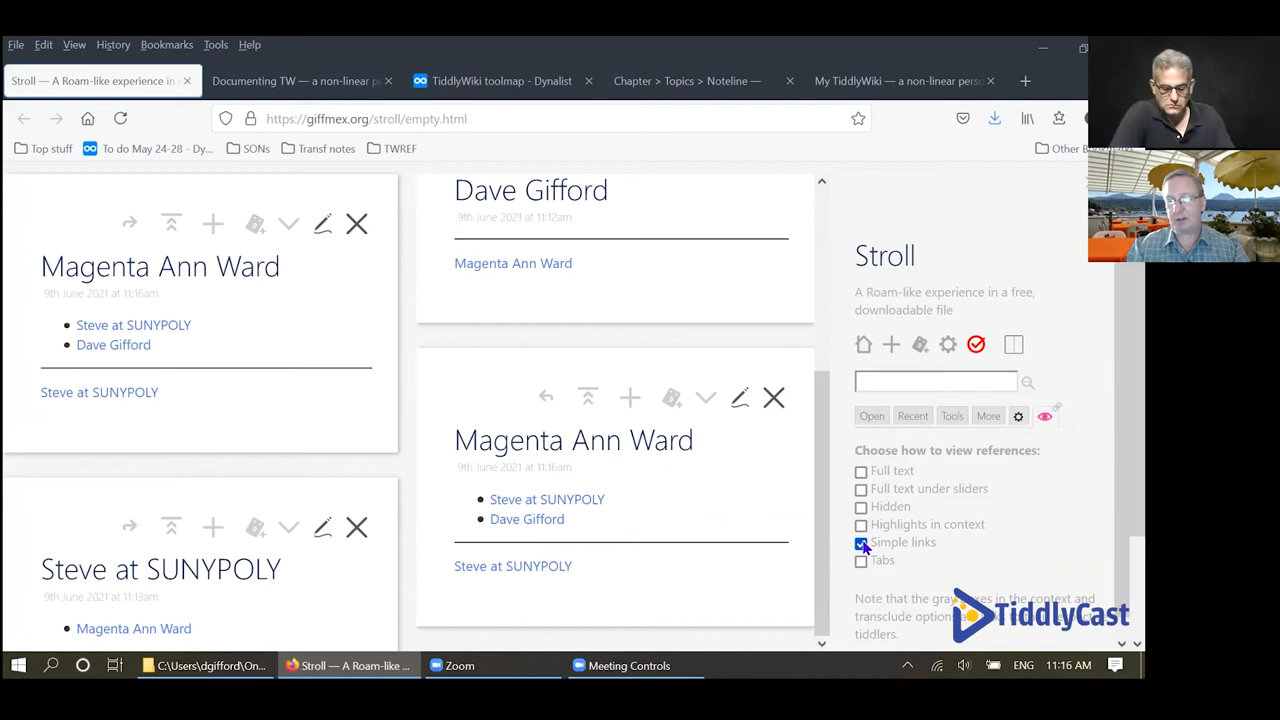 File Edit View History Bookmarks Tools Help
Stroll — A Roam-like experience in a
Documenting TW — a non-linear pe
TiddlyWiki toolmap - Dynalist
Chapter > Topics > Noteline —
My TiddlyWiki — a non-linear perso
https://giffmex.org/stroll/empty.html
Top stuff
To do May 24-28 - Dy...
SONs
Transf notes
TWREF
Other
Magenta Ann Ward
9th June 2021 at 11:16am
Steve at SUNYPOLY
Dave Gifford
Steve at SUNYPOLY
Steve at SUNYPOLY
9th June 2021 at 11:13am
Magenta Ann Ward
Dave Gifford
9th June 2021 at 11:12am
Magenta Ann Ward
Magenta Ann Ward
9th June 2021 at 11:16am
Steve at SUNYPOLY
Dave Gifford
Steve at SUNYPOLY
Stroll
A Roam-like experience in a free,
downloadable file
Open Recent Tools More
Choose how to view references:
Full text
Full text under sliders
Hidden
Highlights in context
Simple links
Tabs
Note that the gray boxes in the context and
transclude options
tiddlers.
TiddlyCast
C:\Users\dgifford\On...
Stroll — A Roam-like ...
Zoom
Meeting Controls
ENG
11:16 AM